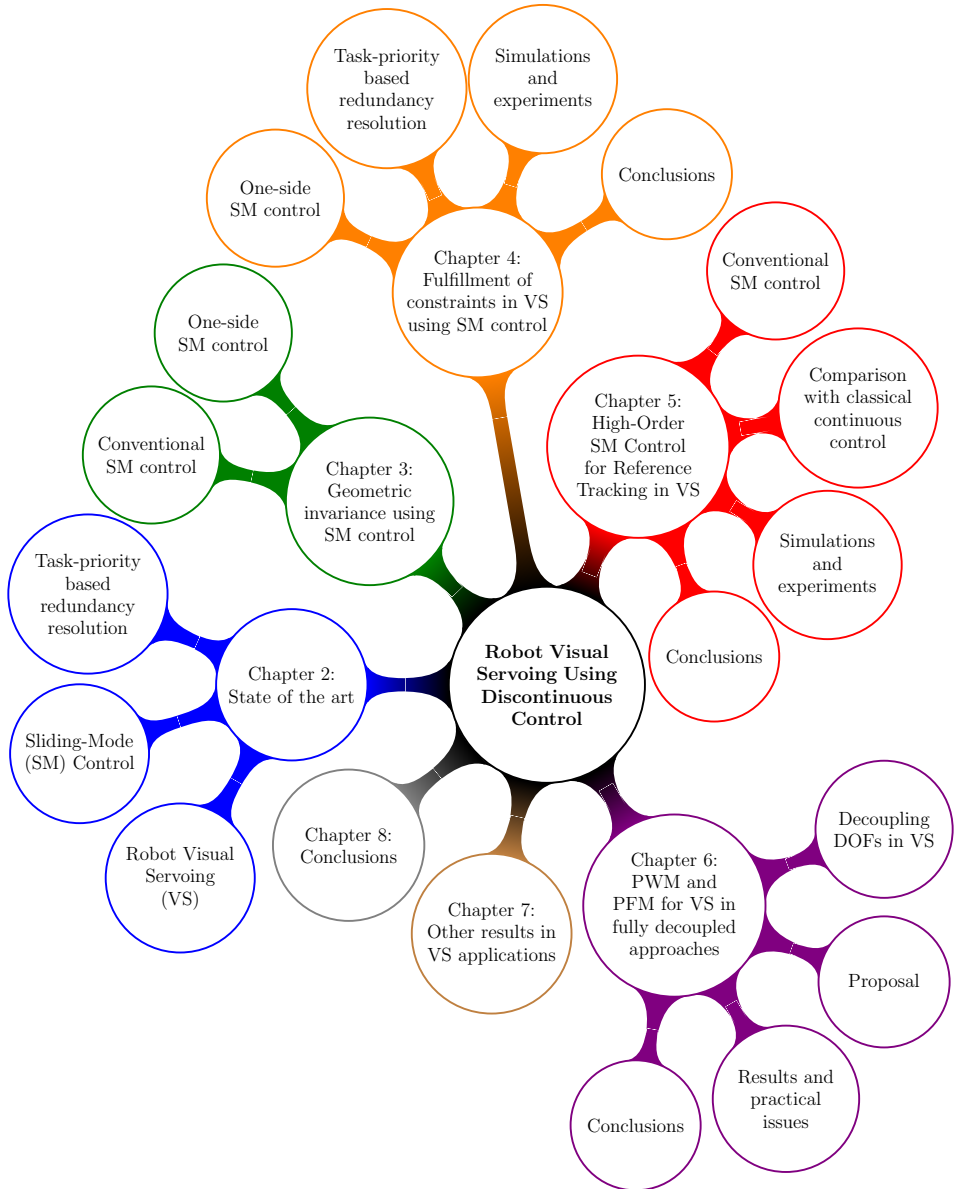 Robot Visual
Servoing Using
Discontinuous
Control
Chapter 2:
State of the art
Task-priority
based
redundancy
resolution
Sliding-Mode
(SM) Control
Robot Visual
Servoing
(VS)
Chapter 3:
Geometric
invariance using
SM control
One-side
SM control
Conventional
SM control
Chapter 4:
Fulfillment of
constraints in VS
using SM control
One-side
SM control
Task-priority
based
redundancy
resolution
Simulations
and
experiments
Conclusions
Chapter 5:
High-Order
SM Control
for Reference
Tracking in VS
Conventional
SM control
Comparison
with classical
continuous
control
Simulations
and
experiments
Conclusions
Chapter 6:
PWM and
PFM for VS in
fully decoupled
approaches
Decoupling
DOFs in VS
Proposal
Results and
practical
issues
Conclusions
Chapter 7:
Other results in
VS applications
Chapter 8:
Conclusions